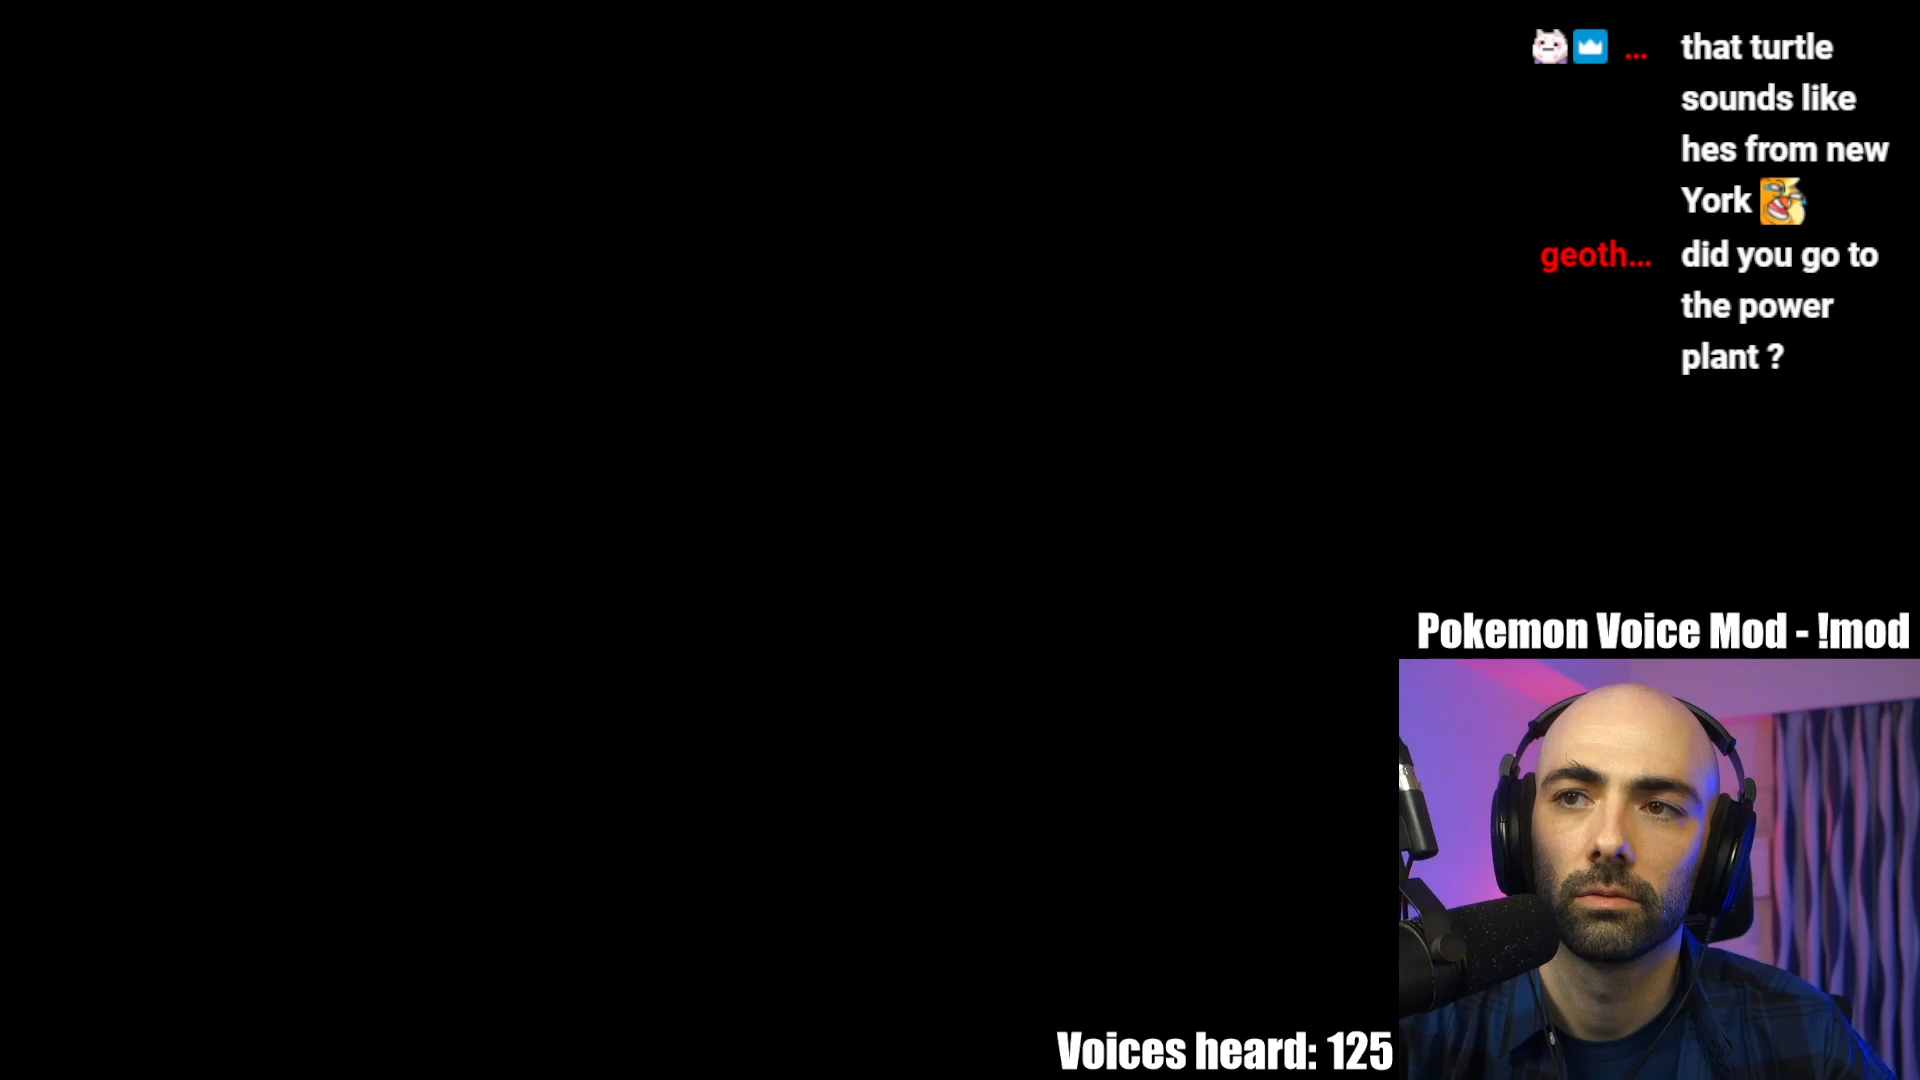 ... that turtle
sounds like
hes from new
York
geoth... did you go to
the power
plant ?
Pokemon Voice Mod - !mod
Voices heard: 125